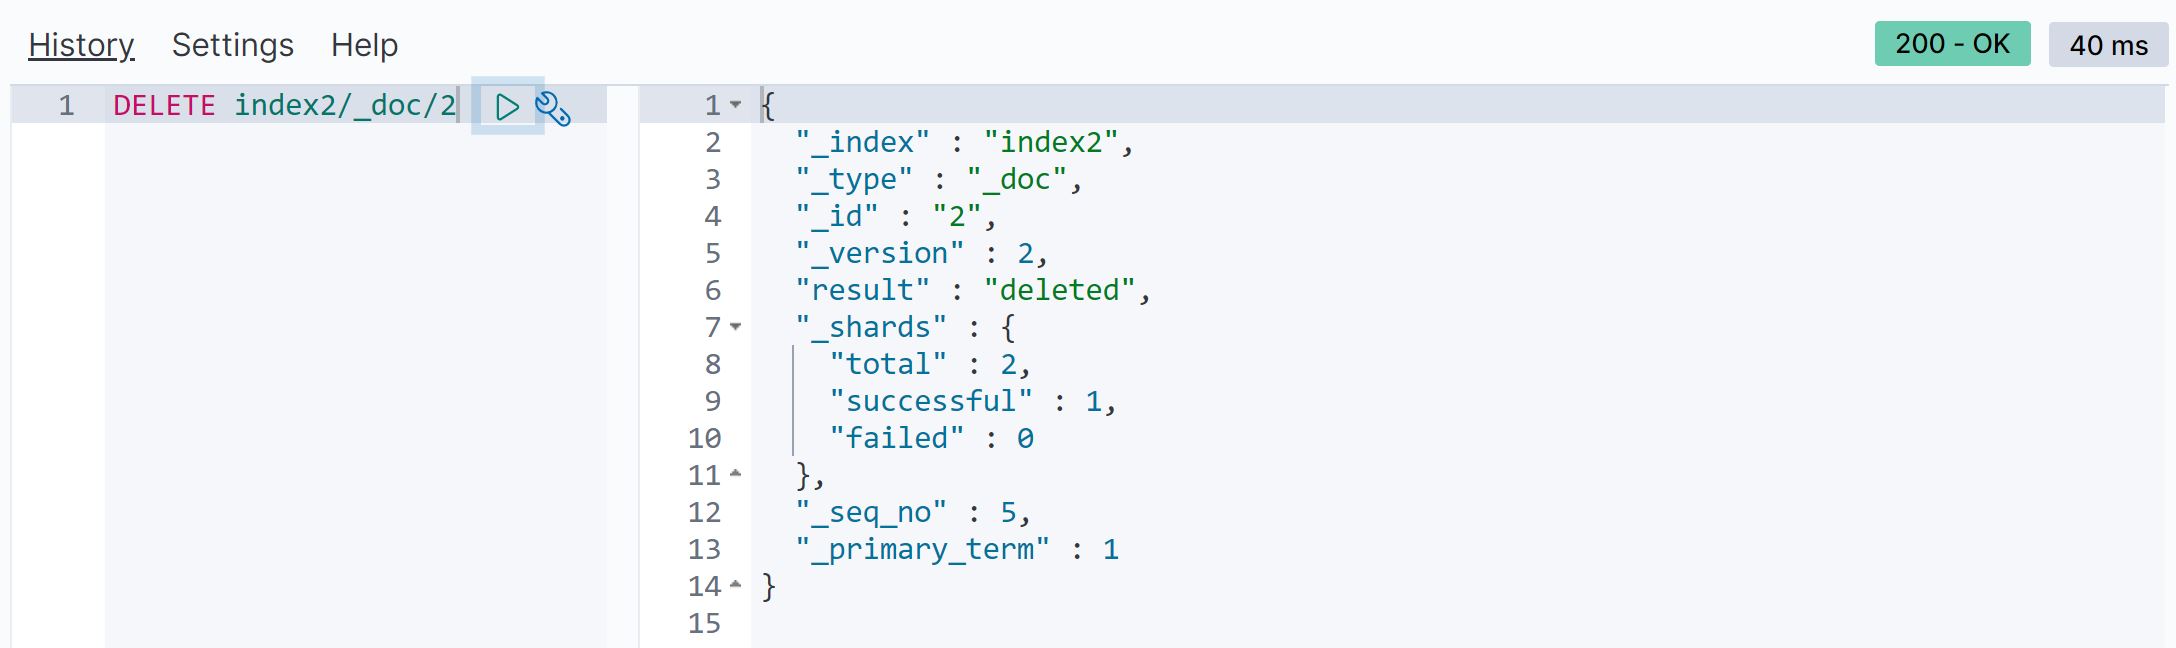 History Settings Help 200 - OK 40 ms
1 DELETE index2/_doc/2
1 {
2 "_index" : "index2",
3 "_type" : "_doc",
4 "_id" : "2",
5 "_version" : 2,
6 "result" : "deleted",
7 "_shards" : {
8 "total" : 2,
9 "successful" : 1,
10 "failed" : 0
11 },
12 "_seq_no" : 5,
13 "_primary_term" : 1
14 }
15